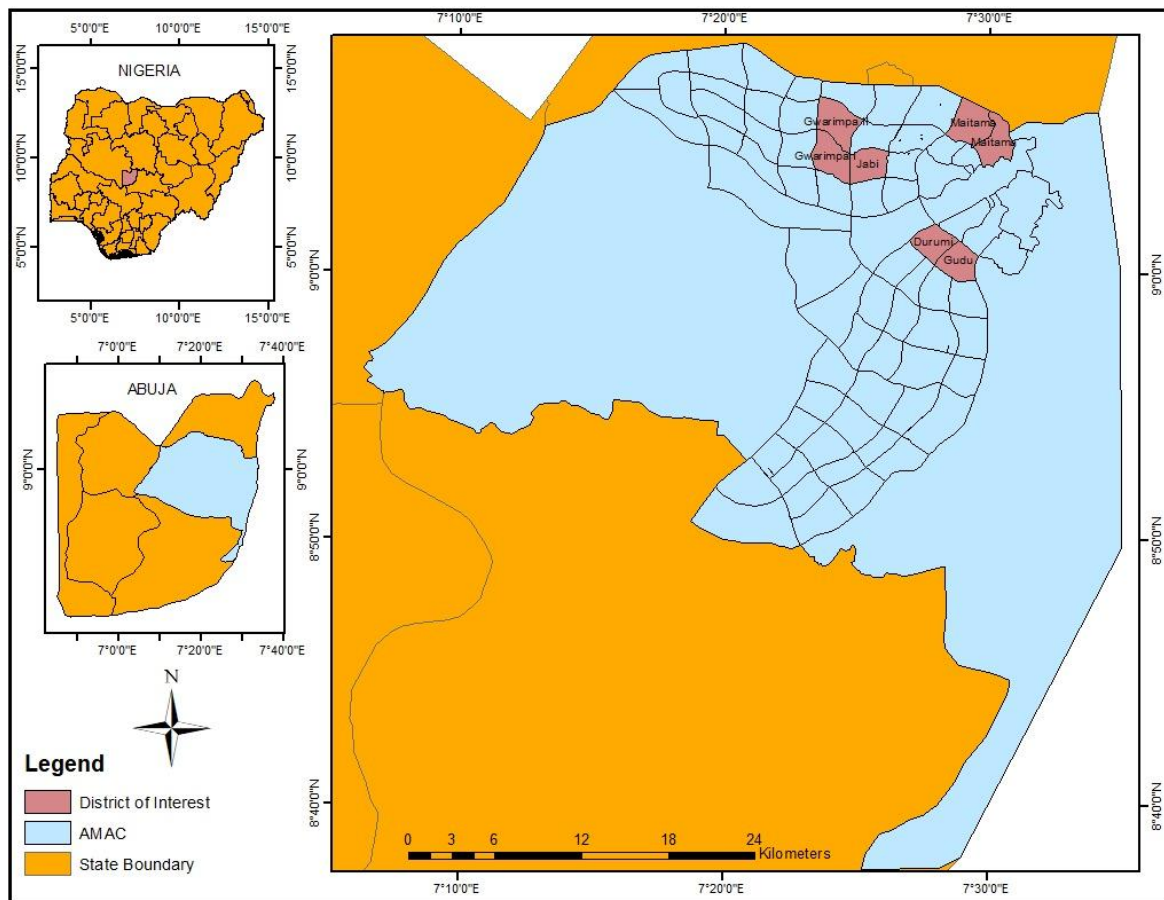 5°0'0"E 10°0'0"E 15°0'0"E
NIGERIA
15°0'0"N 15°0'0"N
10°0'0"N 10°0'0"N
5°0'0"N 5°0'0"N
5°0'0"E 10°0'0"E 15°0'0"E
7°0'0"E 7°20'0"E 7°40'0"E
ABUJA
9°0'0"N 9°0'0"N
7°0'0"E 7°20'0"E 7°40'0"E
N
Legend
District of Interest
AMAC
State Boundary
7°10'0"E 7°20'0"E 7°30'0"E
Gwarimpa II
Maitama
Maitama
Gwarimpa I
Jabi
Durumi
Gudu
9°0'0"N 9°0'0"N
8°50'0"N 8°50'0"N
8°40'0"N 8°40'0"N
0 3 6 12 18 24
Kilometers
7°10'0"E 7°20'0"E 7°30'0"E